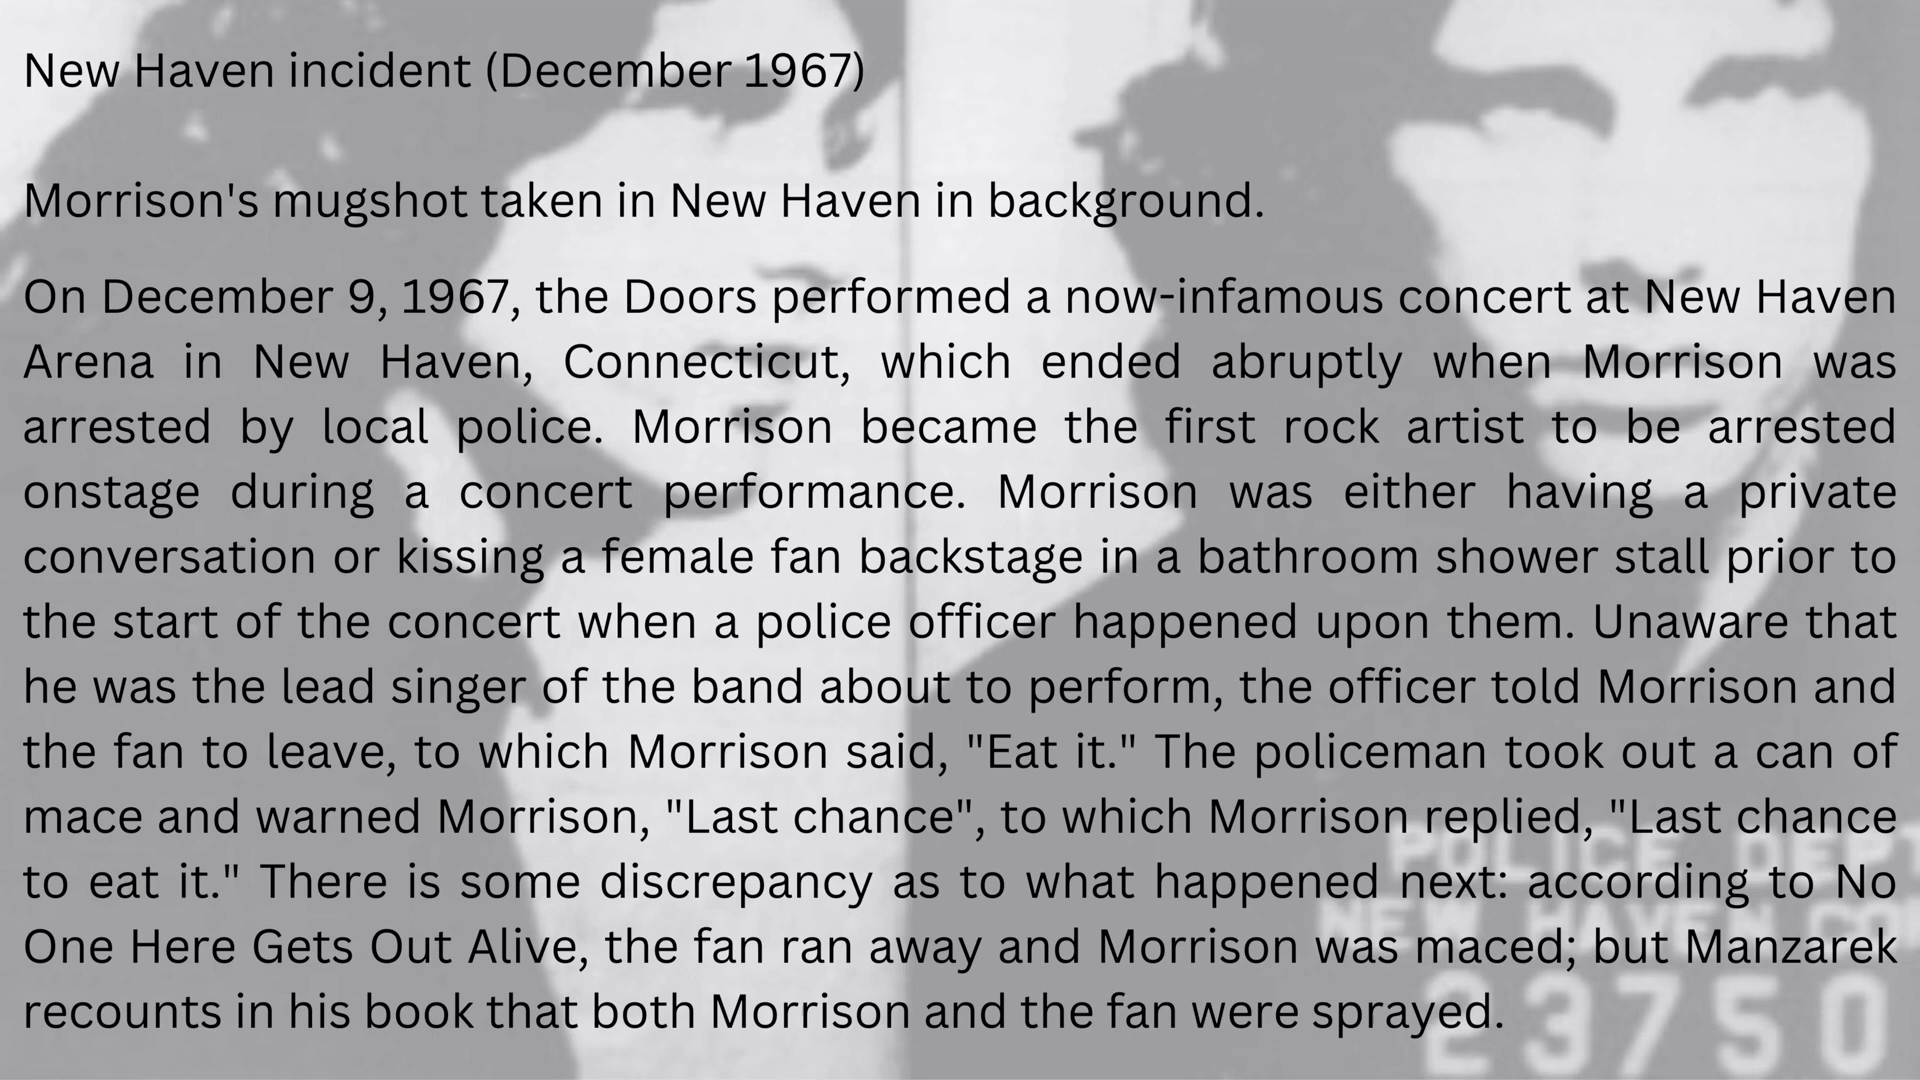 New Haven incident (December 1967)
Morrison's mugshot taken in New Haven in background.
On December 9, 1967, the Doors performed a now-infamous concert at New Haven
Arena in New Haven, Connecticut, which ended abruptly when Morrison was
arrested by local police. Morrison became the first rock artist to be arrested
onstage during a concert performance. Morrison was either having a private
conversation or kissing a female fan backstage in a bathroom shower stall prior to
the start of the concert when a police officer happened upon them. Unaware that
he was the lead singer of the band about to perform, the officer told Morrison and
the fan to leave, to which Morrison said, "Eat it." The policeman took out a can of
mace and warned Morrison, "Last chance", to which Morrison replied, "Last chance
to eat it." There is some discrepancy as to what happened next: according to No
One Here Gets Out Alive, the fan ran away and Morrison was maced; but Manzarek
recounts in his book that both Morrison and the fan were sprayed.
POLICE DEPT
NEW HAVEN CO
23750